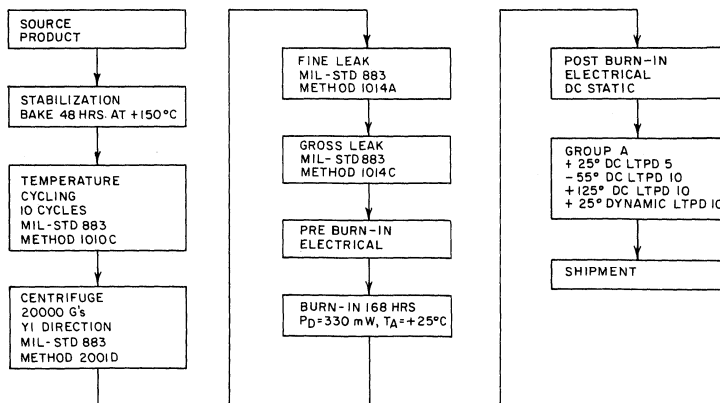 SOURCE
PRODUCT
STABILIZATION
BAKE 48 HRS. AT +150°C
TEMPERATURE
CYCLING
10 CYCLES
MIL-STD 883
METHOD 1010C
CENTRIFUGE
20000 G's
Y1 DIRECTION
MIL-STD 883
METHOD 2001D
FINE LEAK
MIL-STD 883
METHOD 1014A
GROSS LEAK
MIL-STD 883
METHOD 1014C
PRE BURN-IN
ELECTRICAL
BURN-IN 168 HRS
PD=330 mW, TA=+25°C
POST BURN-IN
ELECTRICAL
DC STATIC
GROUP A
+ 25° DC LTPD 5
-55° DC LTPD 10
+125° DC LTPD 10
+ 25° DYNAMIC LTPD 10
SHIPMENT